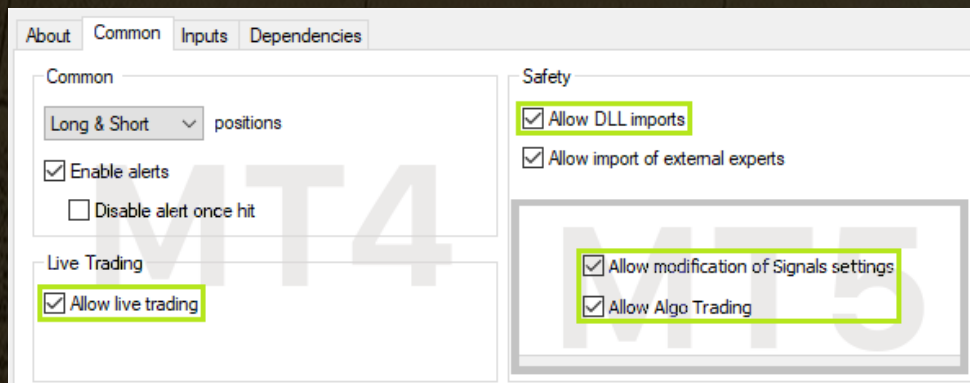 About Common Inputs Dependencies
Common
Long & Short positions
Enable alerts
Disable alert once hit
MT4
Live Trading
Allow live trading
Safety
Allow DLL imports
Allow import of external experts
MT5
Allow modification of Signals settings
Allow Algo Trading